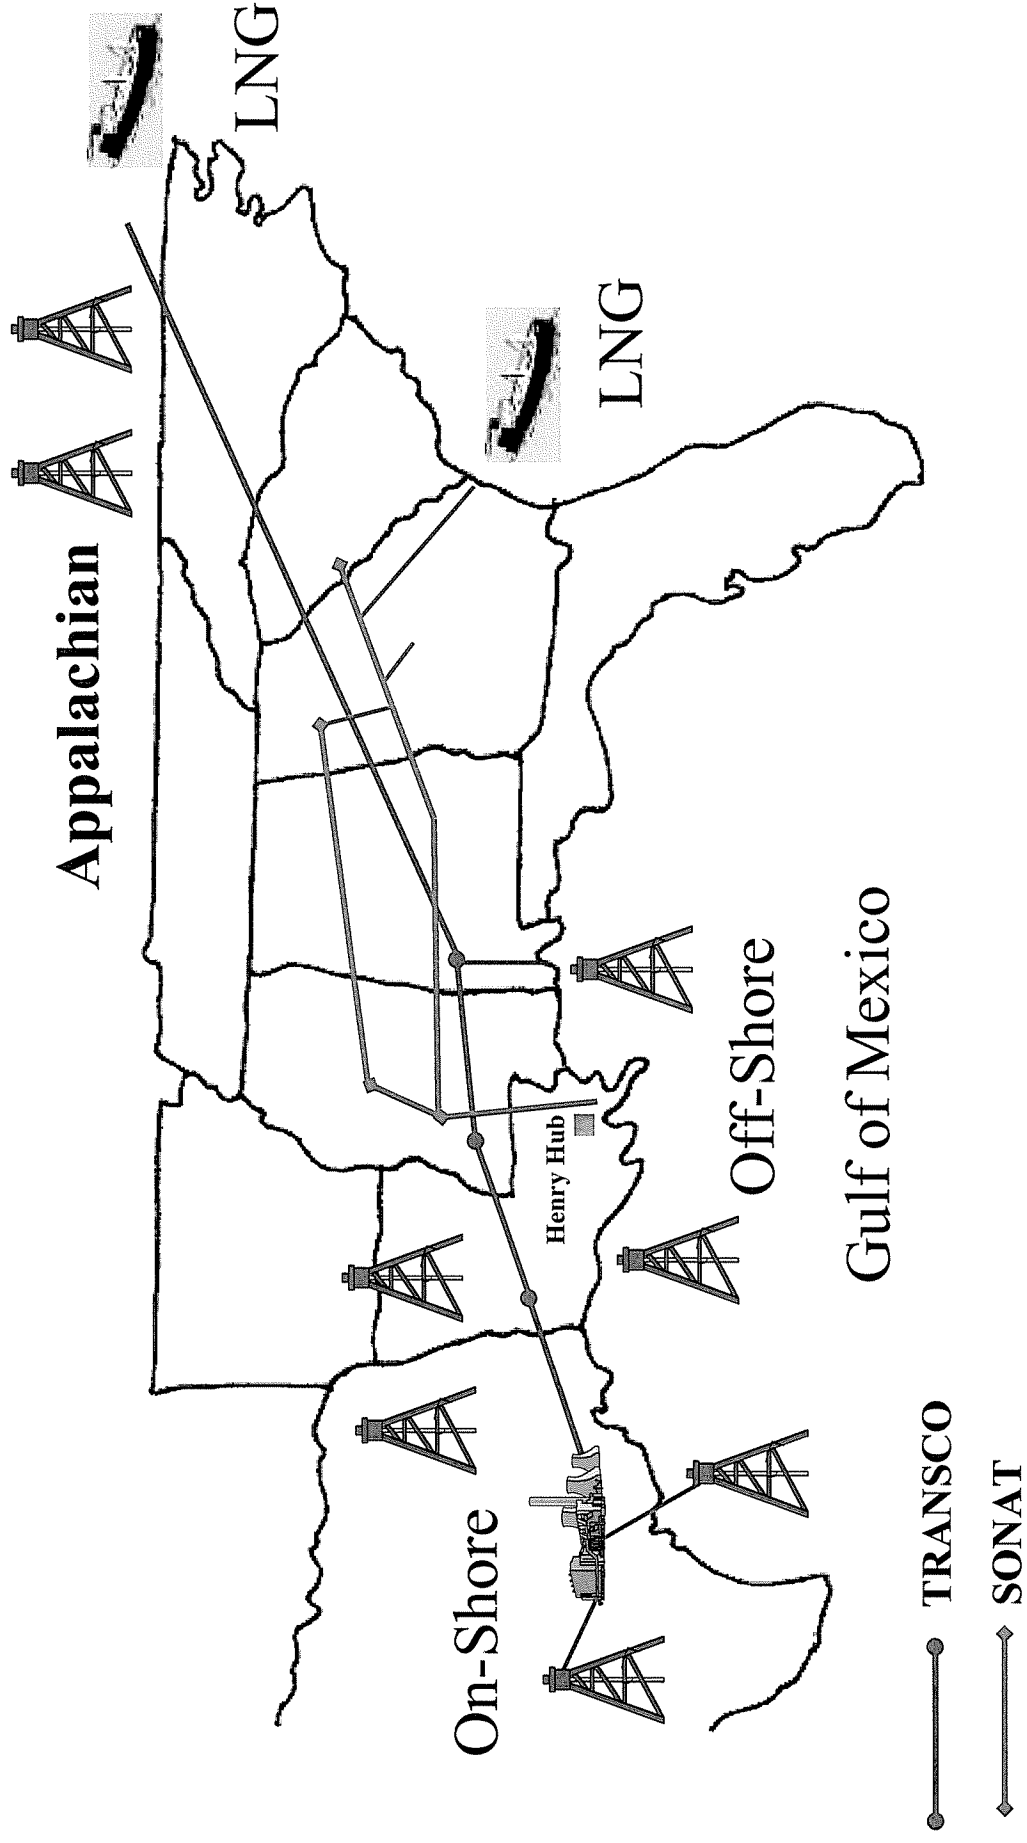 Appalachian
LNG
LNG
On-Shore
Henry Hub
Off-Shore
Gulf of Mexico
TRANSCO
SONAT